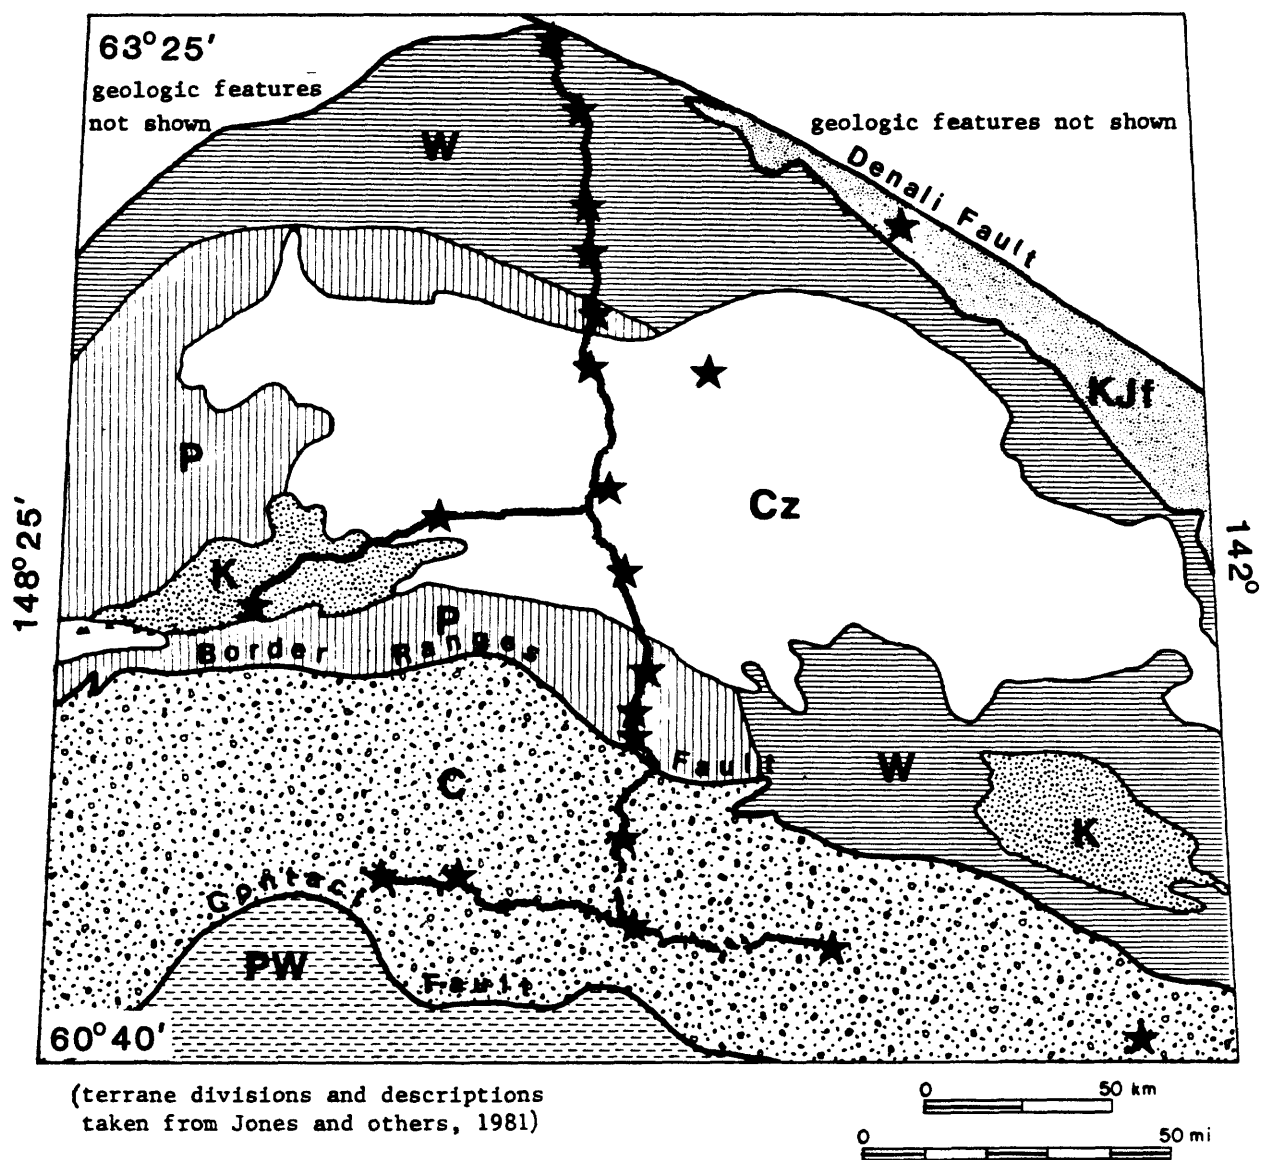 63°25'
geologic features
not shown
geologic features not shown
W
Denali Fault
KJf
P
Cz
148°25'
142°
K
P
Border Ranges Fault
C
W
K
Contact Fault
PW
60°40'
(terrane divisions and descriptions
taken from Jones and others, 1981)
0 50 km
0 50 mi